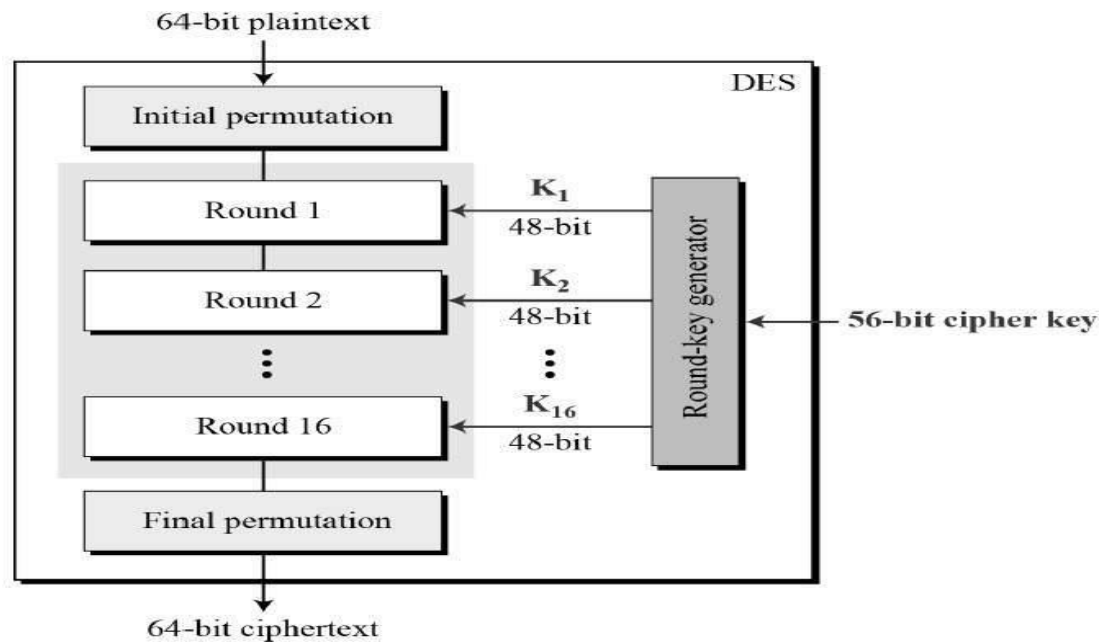 64-bit plaintext
DES
Initial permutation
Round 1
K₁
48-bit
Round 2
K₂
48-bit
Round-key generator
56-bit cipher key
Round 16
K₁₆
48-bit
Final permutation
64-bit ciphertext